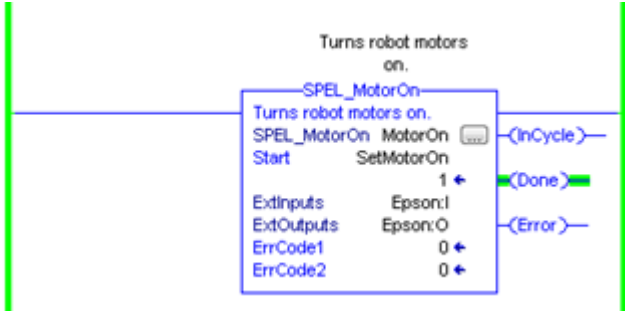 Turns robot motors
on.
SPEL_MotorOn
Turns robot motors on.
SPEL_MotorOn MotorOn ... (InCycle)
Start SetMotorOn
1 (Done)
ExtInputs Epson:I
ExtOutputs Epson:O (Error)
ErrCode1 0
ErrCode2 0